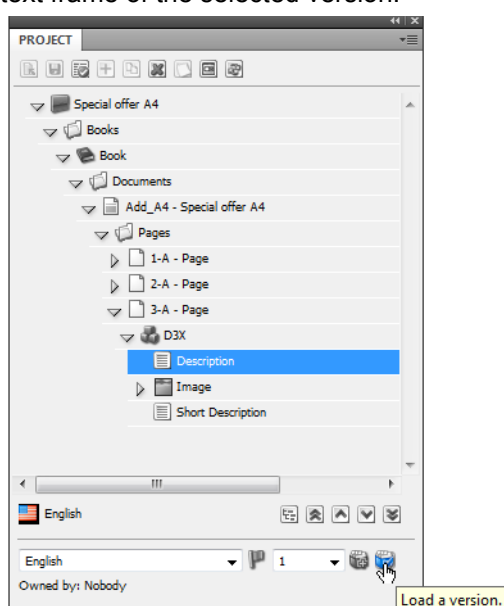 text frame of the selected version.
PROJECT
Special offer A4
Books
Book
Documents
Add_A4 - Special offer A4
Pages
1-A - Page
2-A - Page
3-A - Page
D3X
Description
Image
Short Description
English
English 1
Owned by: Nobody
Load a version.